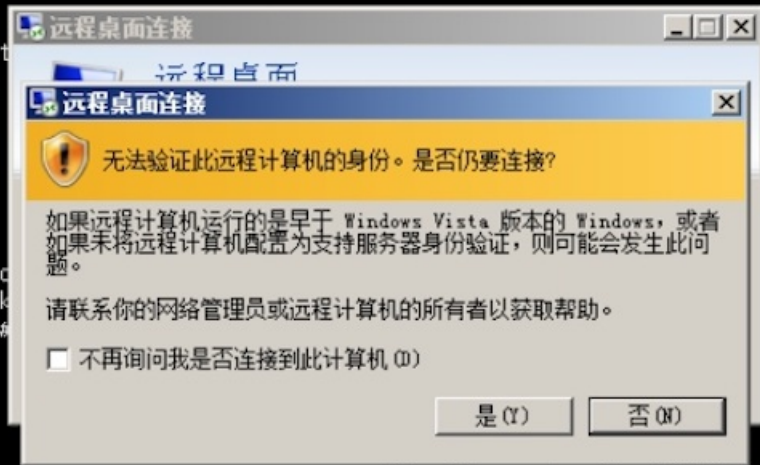 远程桌面连接
远程桌面
远程桌面连接
无法验证此远程计算机的身份。是否仍要连接?
如果远程计算机运行的是早于 Windows Vista 版本的 Windows，或者
如果未将远程计算机配置为支持服务器身份验证，则可能会发生此问
题。
请联系你的网络管理员或远程计算机的所有者以获取帮助。
不再询问我是否连接到此计算机(D)
是(Y)
否(N)